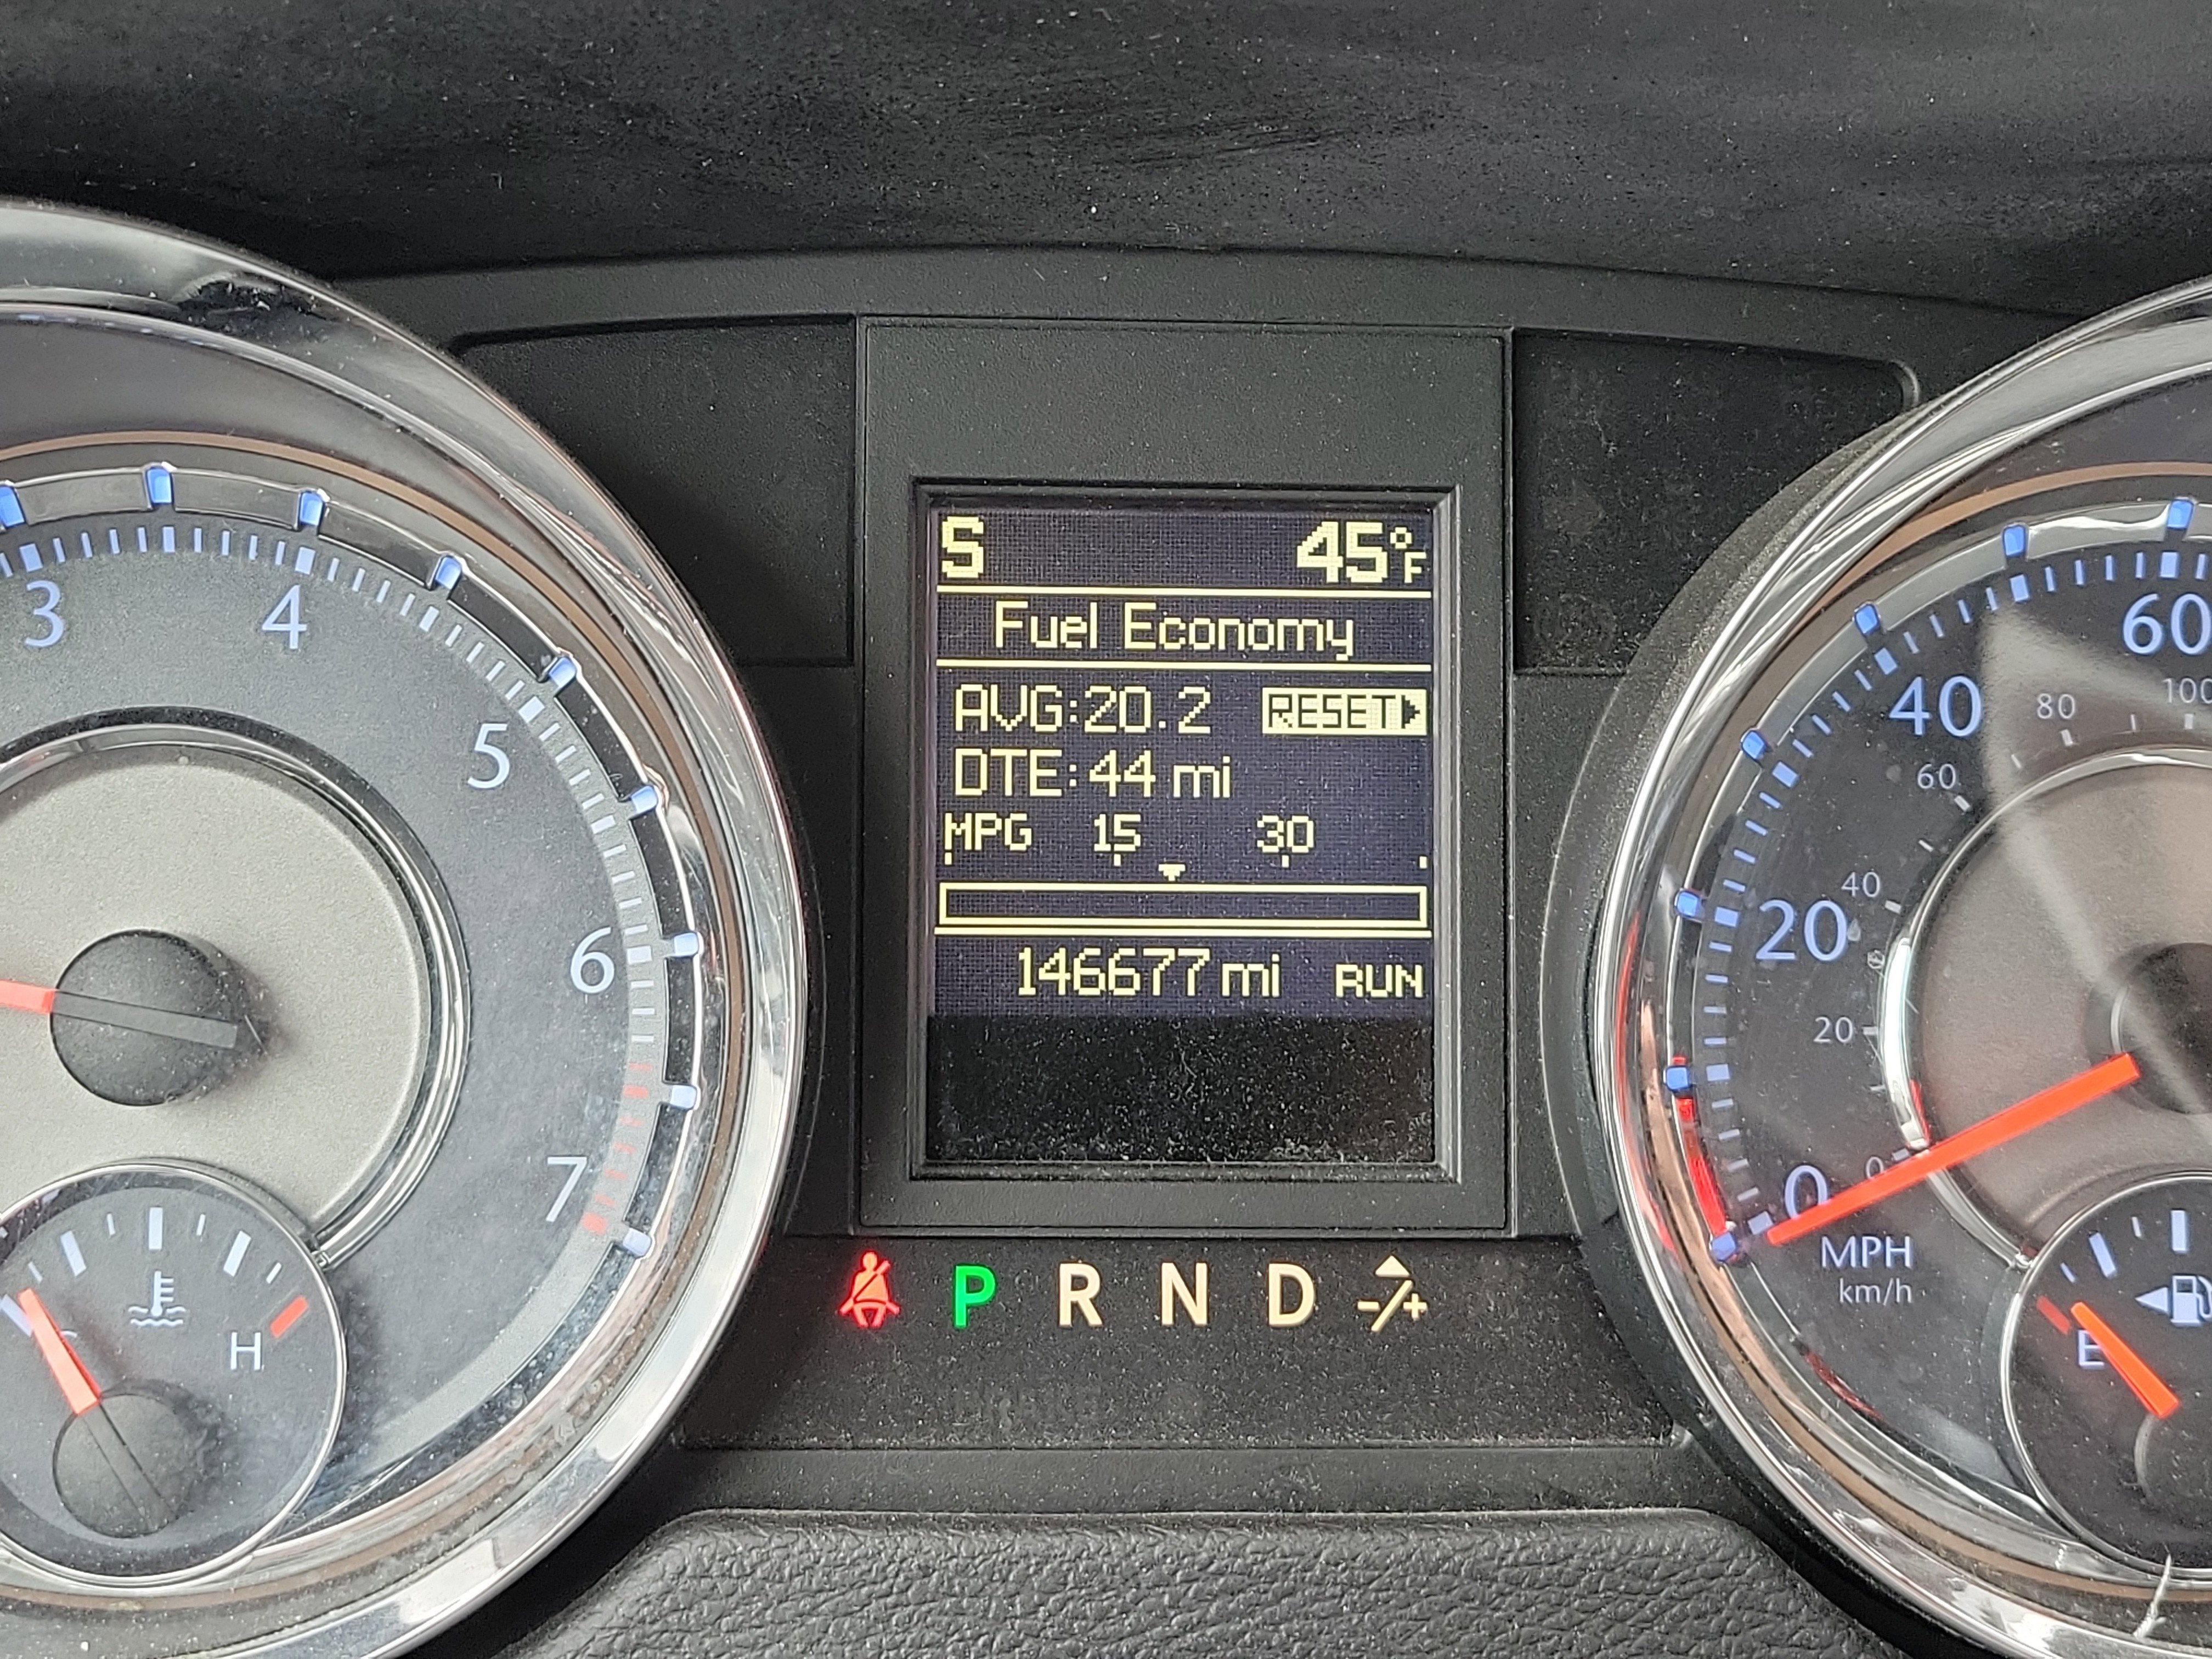 S 45°F
Fuel Economy
AVG:20.2 RESET
DTE:44 mi
MPG 15 30
146677 mi RUN
P R N D -/+
3
4
5
6
7
H
60
40
20
0
MPH
km/h
100
80
60
40
20
0
E